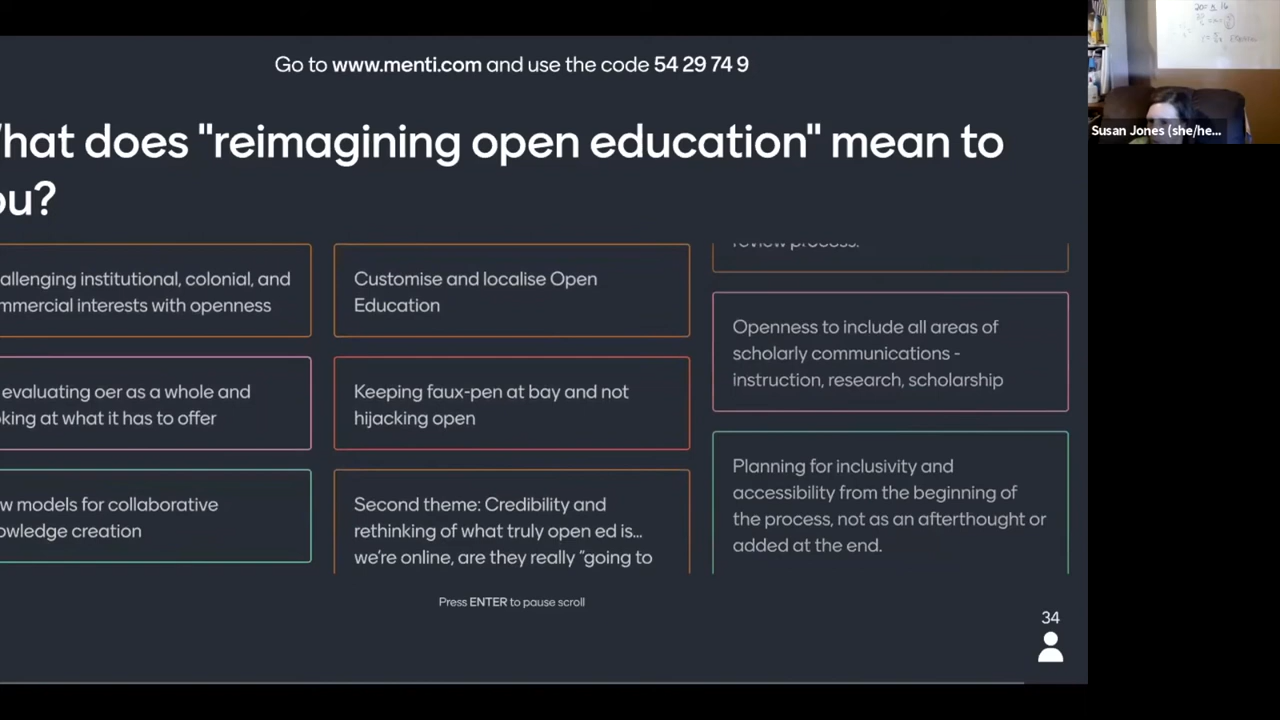 Go to www.menti.com and use the code 54 29 74 9
hat does "reimagining open education" mean to
ou?
allenging institutional, colonial, and
mmercial interests with openness
evaluating oer as a whole and
king at what it has to offer
w models for collaborative
owledge creation
Customise and localise Open
Education
Keeping faux-pen at bay and not
hijacking open
Second theme: Credibility and
rethinking of what truly open ed is...
we're online, are they really "going to
review process.
Openness to include all areas of
scholarly communications -
instruction, research, scholarship
Planning for inclusivity and
accessibility from the beginning of
the process, not as an afterthought or
added at the end.
Press ENTER to pause scroll
34
Susan Jones (she/he...